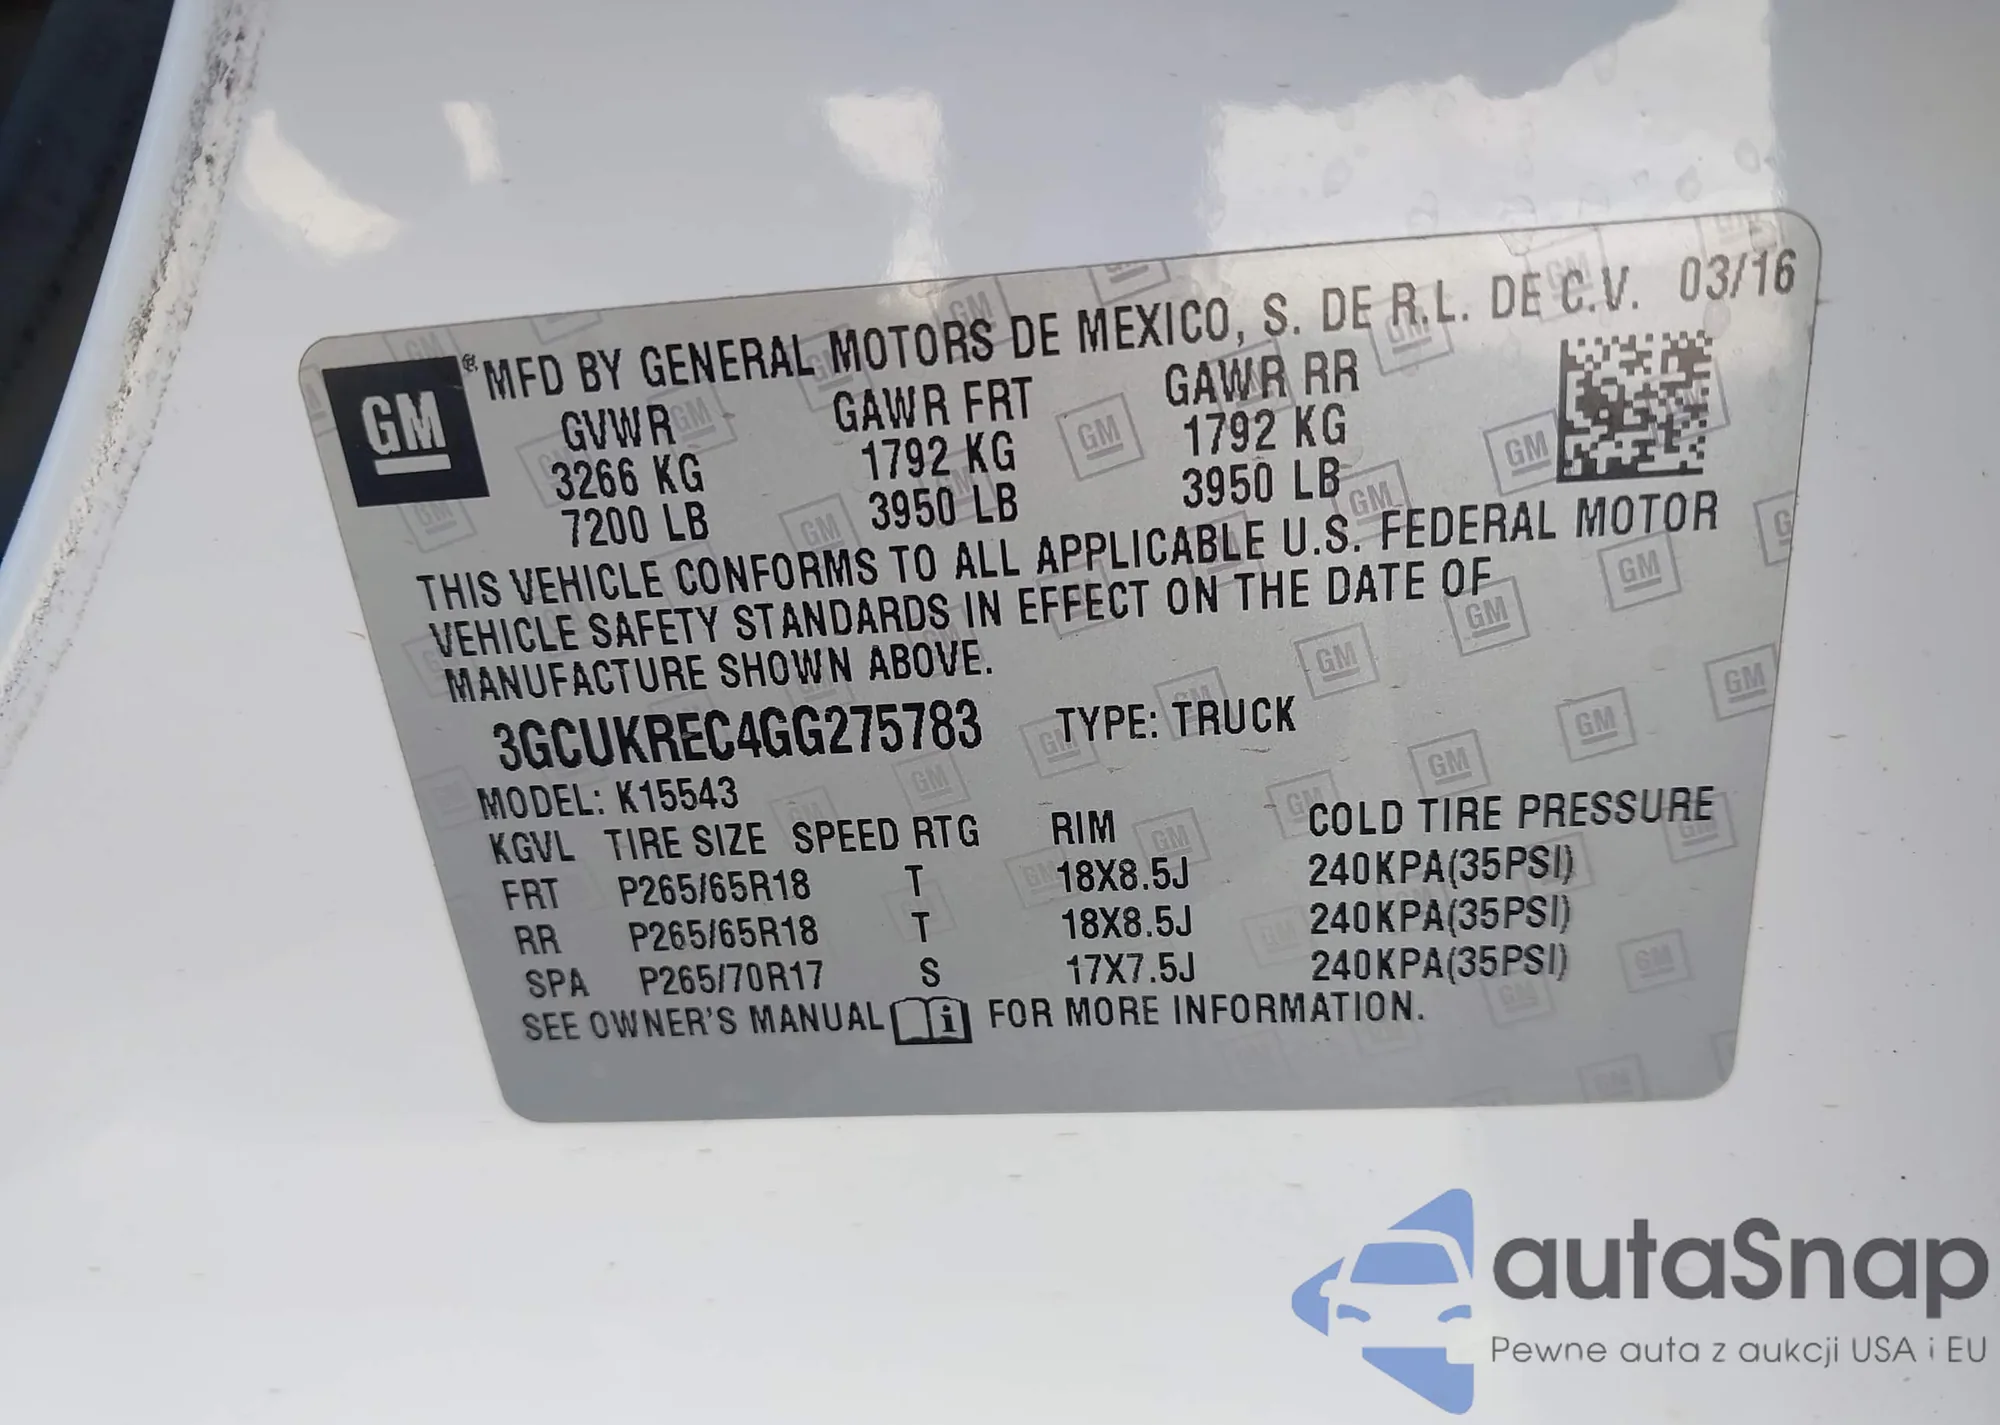 GM
® MFD BY GENERAL MOTORS DE MEXICO, S. DE R.L. DE C.V. 03/16
GVWR GAWR FRT GAWR RR
3266 KG 1792 KG 1792 KG
7200 LB 3950 LB 3950 LB
THIS VEHICLE CONFORMS TO ALL APPLICABLE U.S. FEDERAL MOTOR
VEHICLE SAFETY STANDARDS IN EFFECT ON THE DATE OF
MANUFACTURE SHOWN ABOVE.
3GCUKREC4GG275783 TYPE: TRUCK
MODEL: K15543
KGVL TIRE SIZE SPEED RTG RIM COLD TIRE PRESSURE
FRT P265/65R18 T 18X8.5J 240KPA(35PSI)
RR P265/65R18 T 18X8.5J 240KPA(35PSI)
SPA P265/70R17 S 17X7.5J 240KPA(35PSI)
SEE OWNER'S MANUAL i FOR MORE INFORMATION.
autaSnap
Pewne auta z aukcji USA i EU